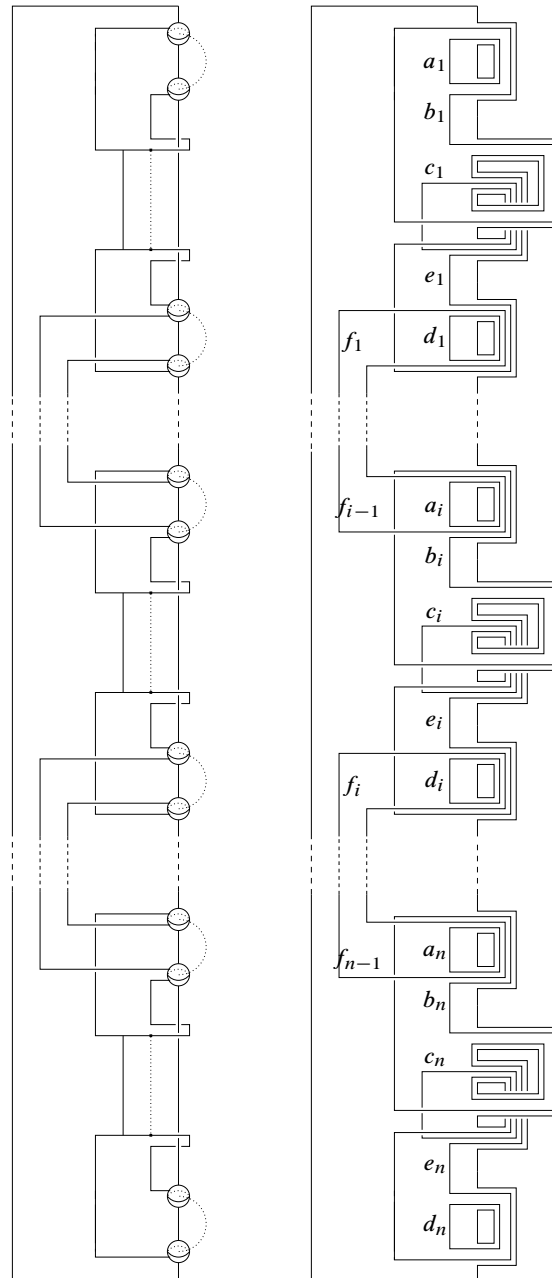 a₁
b₁
c₁
e₁
f₁ d₁
fᵢ₋₁ aᵢ
bᵢ
cᵢ
eᵢ
fᵢ dᵢ
fₙ₋₁ aₙ
bₙ
cₙ
eₙ
dₙ